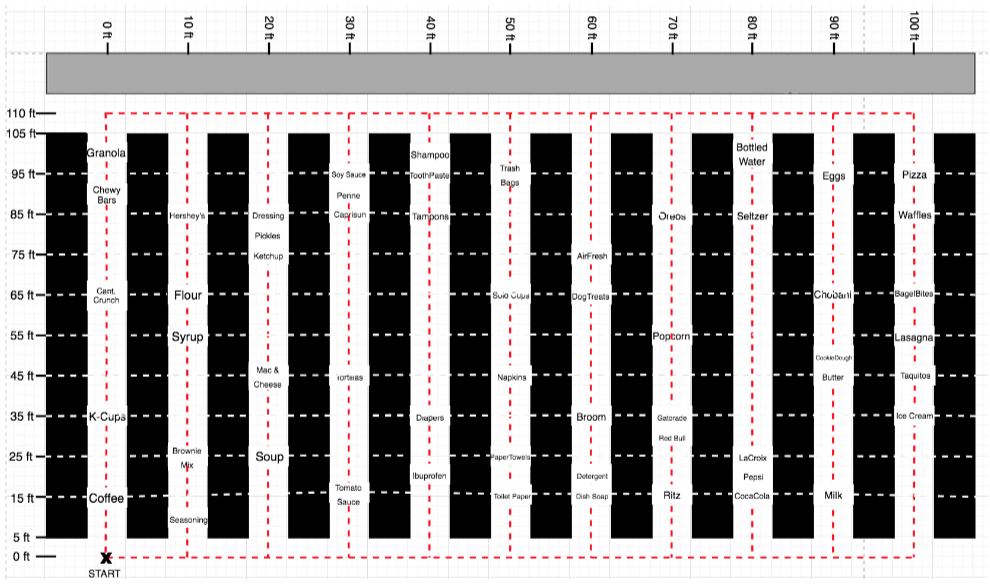 0 ft 10 ft 20 ft 30 ft 40 ft 50 ft 60 ft 70 ft 80 ft 90 ft 100 ft
110 ft
105 ft
Granola
Shampoo
Bottled
Water
95 ft
Soy Sauce
ToothPaste
Trash
Bags
Eggs
Pizza
Chewy
Bars
Penne
85 ft
Hershey's
Dressing
Caprisun
Tampons
Oreos
Seltzer
Waffles
Pickles
75 ft
Ketchup
AirFresh
65 ft
Capt.
Crunch
Flour
Solo Cups
DogTreats
Chobani
BagelBites
55 ft
Syrup
Popcorn
Lasagna
CookieDough
45 ft
Mac &
Cheese
Tortillas
Napkins
Butter
Taquitos
35 ft
K-Cups
Diapers
Broom
Gatorade
Ice Cream
Red Bull
25 ft
Brownie
Mix
Soup
PaperTowels
LaCroix
Ibuprofen
Detergent
Pepsi
15 ft
Coffee
Tomato
Sauce
Toilet Paper
Dish Soap
Ritz
CocaCola
Milk
Seasoning
5 ft
0 ft
X
START